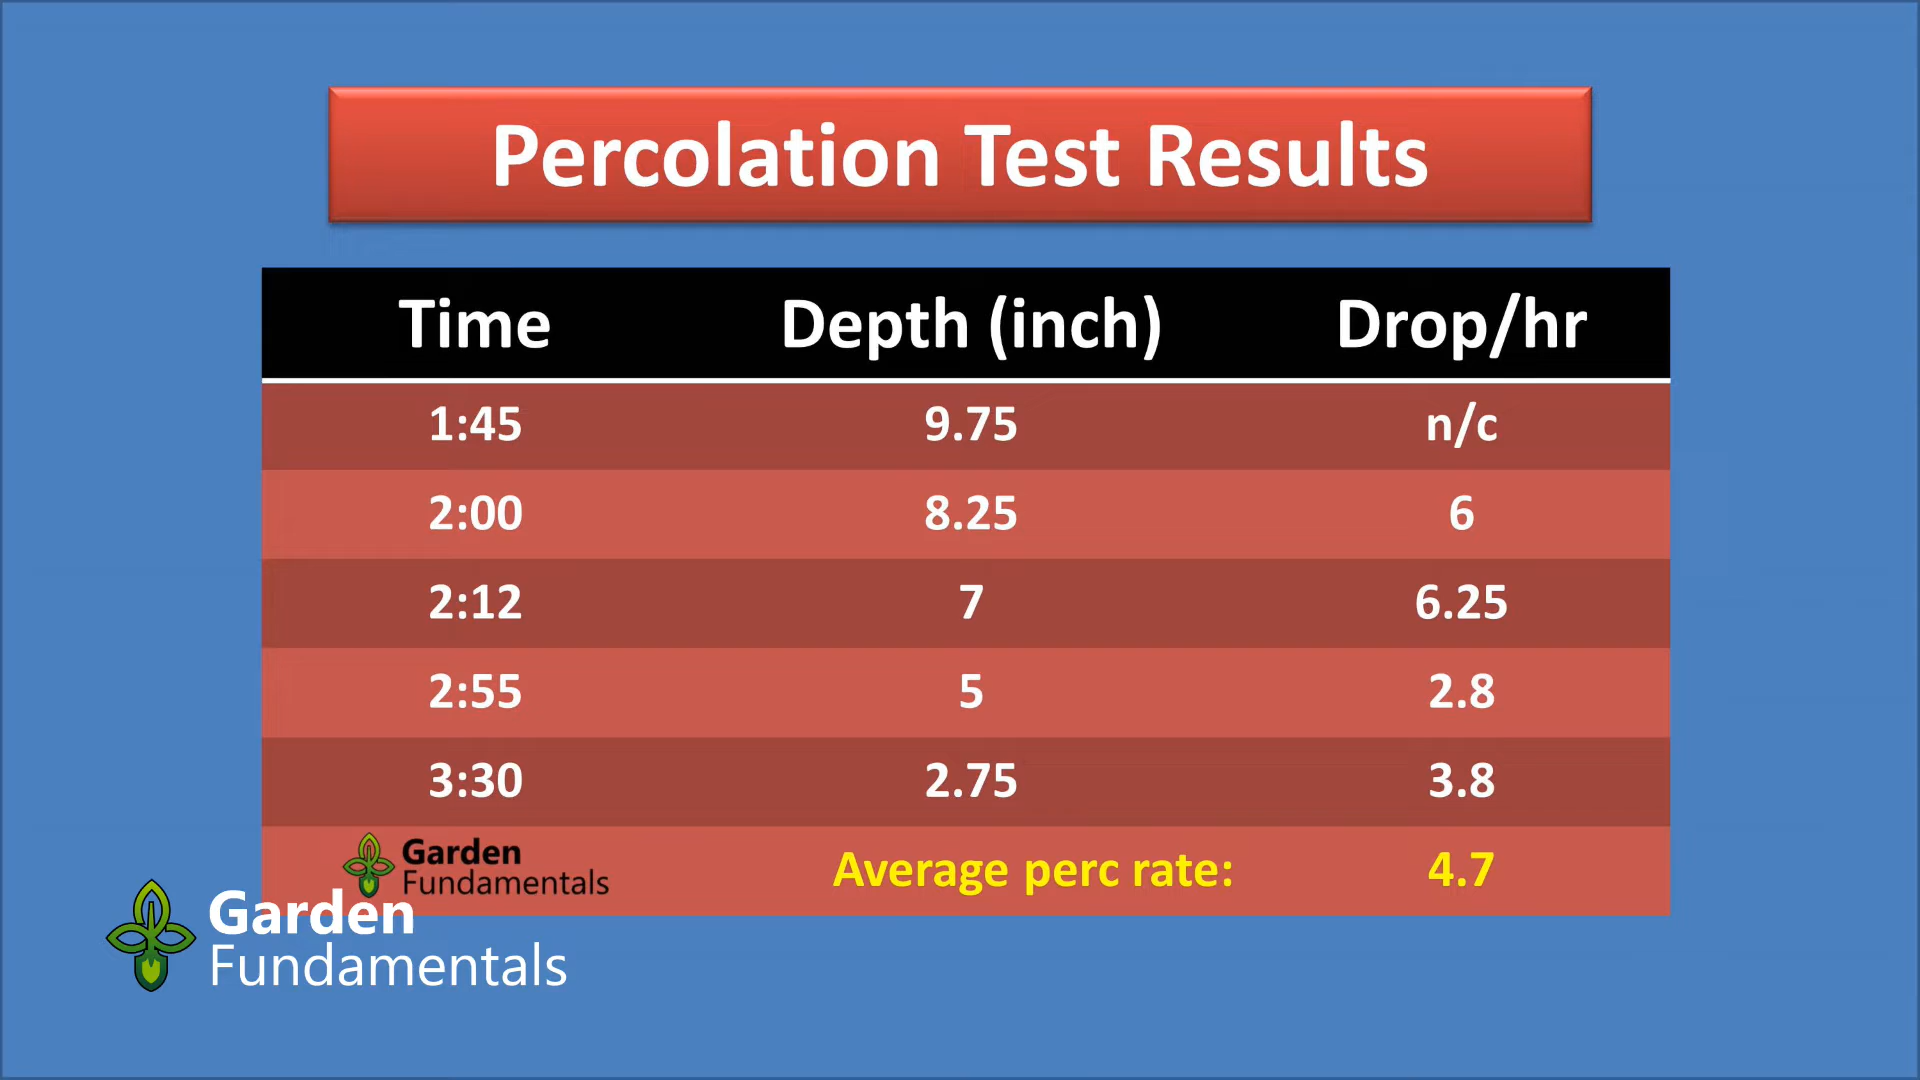 Percolation Test Results
Time Depth (inch) Drop/hr
1:45 9.75 n/c
2:00 8.25 6
2:12 7 6.25
2:55 5 2.8
3:30 2.75 3.8
Garden
Fundamentals
Average perc rate: 4.7
Garden
Fundamentals